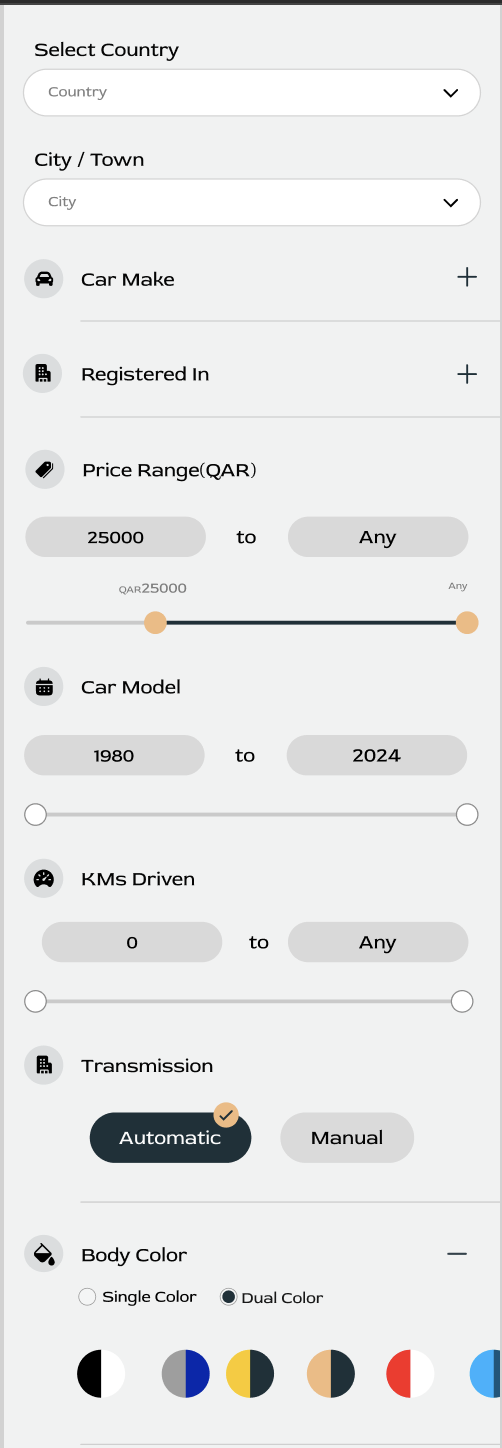 Select Country
Country
City / Town
City
Car Make
Registered In
Price Range(QAR)
25000 to Any
QAR25000 Any
Car Model
1980 to 2024
KMs Driven
0 to Any
Transmission
Automatic Manual
Body Color
Single Color Dual Color